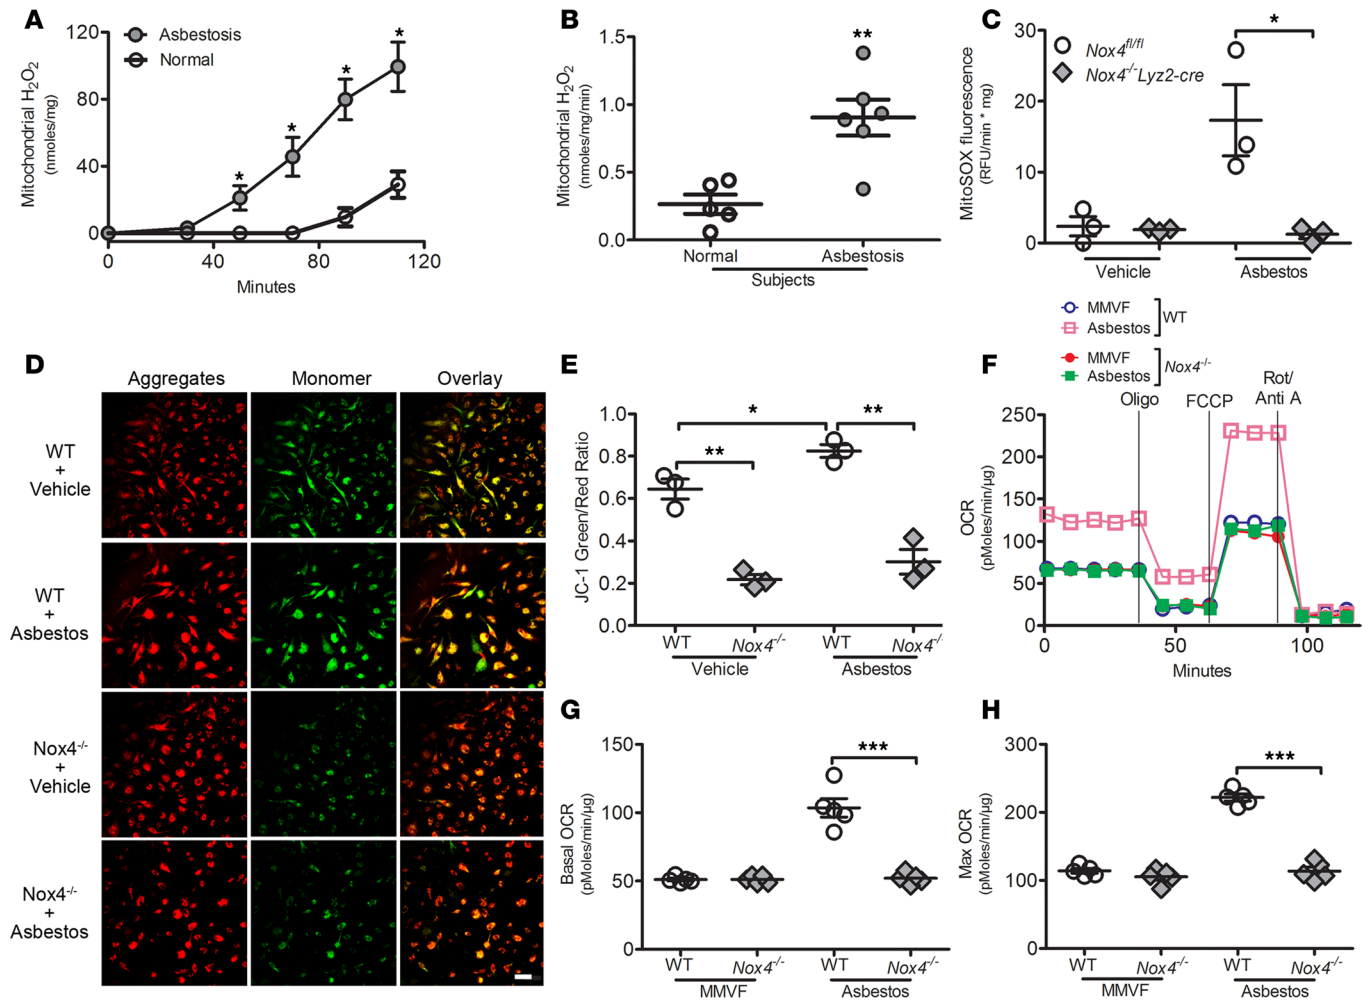 A
Mitochondrial H2O2
(nmoles/mg)
120
80
40
0
Asbestosis
Normal
*
*
*
*
0
40
80
120
Minutes
B
Mitochondrial H2O2
(nmoles/mg/min)
1.5
1.0
0.5
0.0
**
Normal
Asbestosis
Subjects
C
MitoSOX fluorescence
(RFU/min * mg)
30
20
10
0
Nox4fl/fl
Nox4-/-Lyz2-cre
*
Vehicle
Asbestos
D
Aggregates
Monomer
Overlay
WT
+
Vehicle
WT
+
Asbestos
Nox4-/-
+
Vehicle
Nox4-/-
+
Asbestos
E
JC-1 Green/Red Ratio
1.0
0.8
0.6
0.4
0.2
0.0
*
**
**
WT
Nox4-/-
WT
Nox4-/-
Vehicle
Asbestos
MMVF
Asbestos
WT
MMVF
Asbestos
Nox4-/-
F
Oligo
FCCP
Rot/
Anti A
OCR
(pMoles/min/µg)
250
200
150
100
50
0
0
50
100
Minutes
G
Basal OCR
(pMoles/min/µg)
150
100
50
0
***
WT
Nox4-/-
WT
Nox4-/-
MMVF
Asbestos
H
Max OCR
(pMoles/min/µg)
300
200
100
0
***
WT
Nox4-/-
WT
Nox4-/-
MMVF
Asbestos